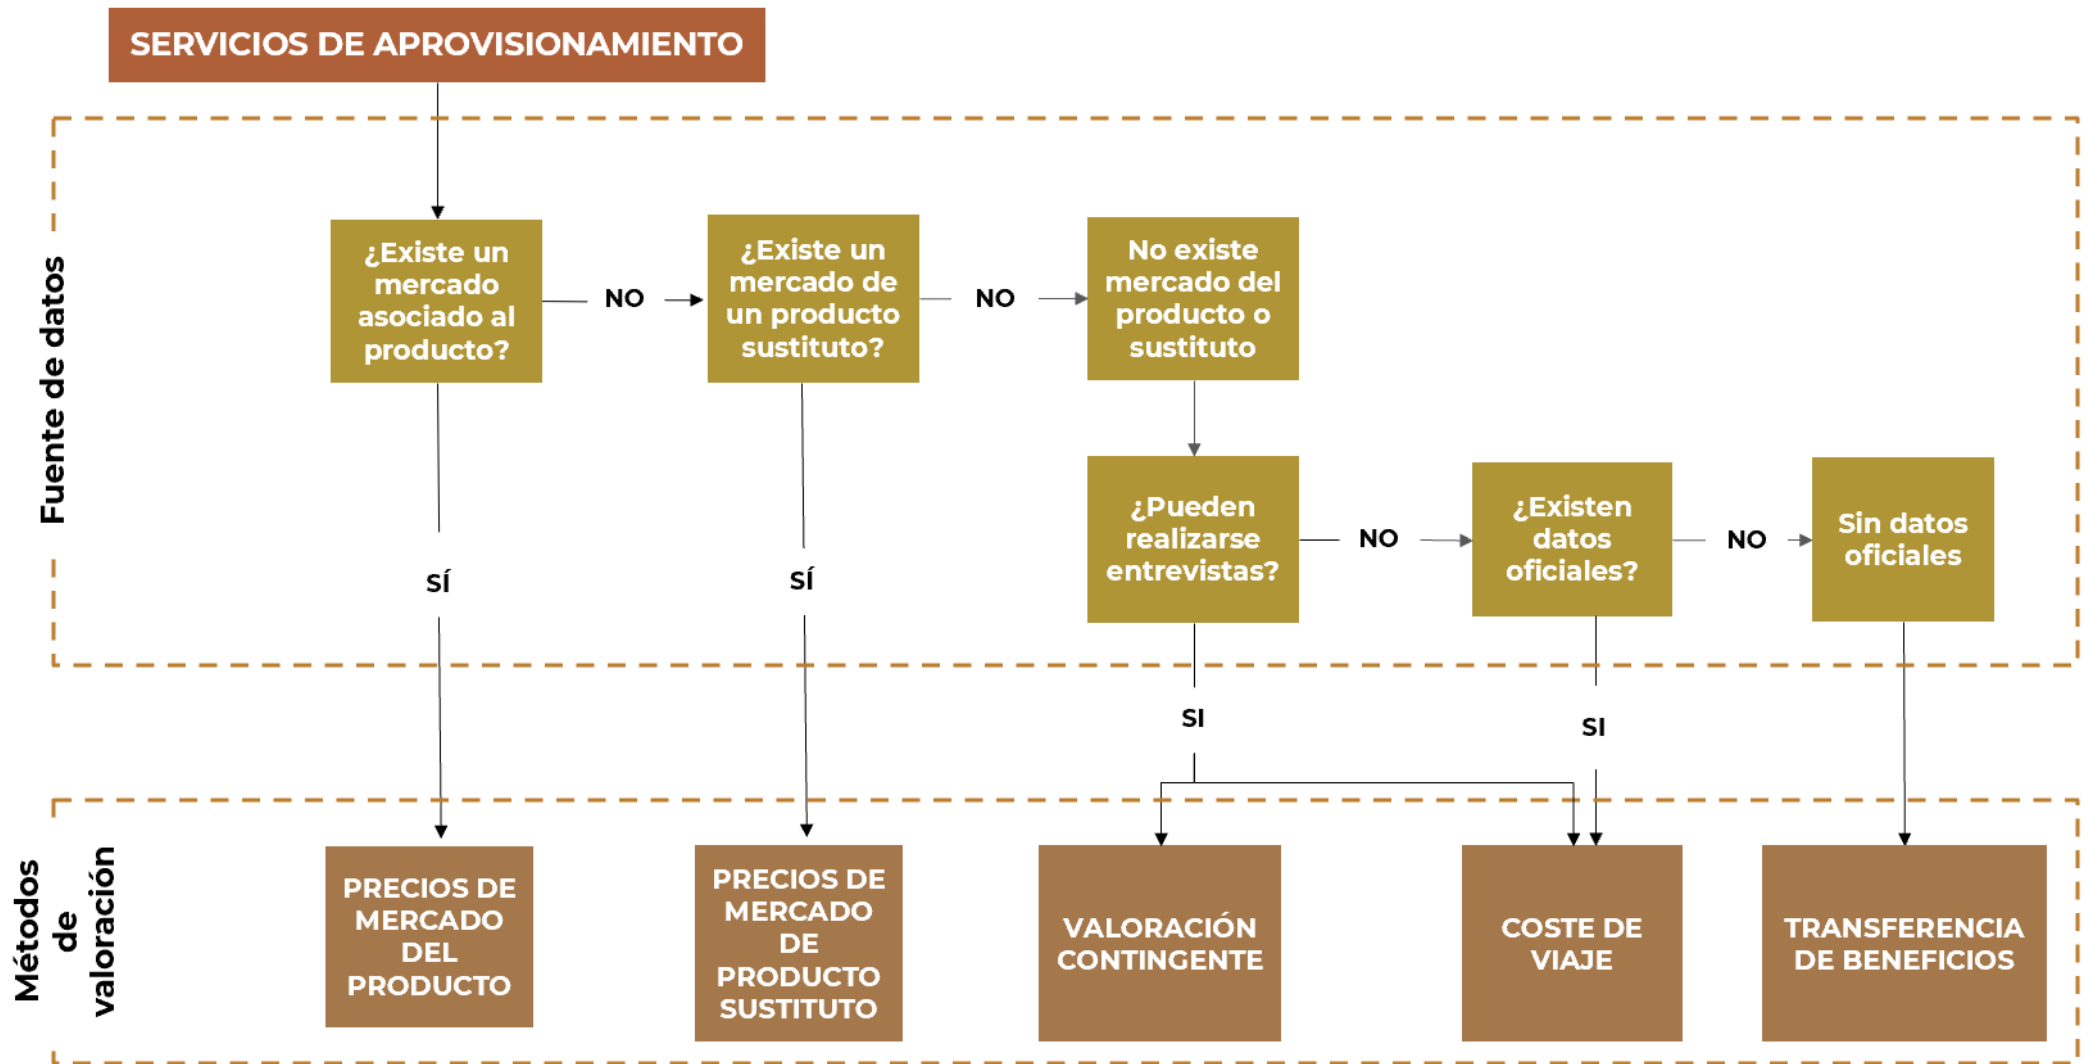 SERVICIOS DE APROVISIONAMIENTO
Fuente de datos
¿Existe un
mercado
asociado al
producto?
NO
¿Existe un
mercado de
un producto
sustituto?
NO
No existe
mercado del
producto o
sustituto
¿Pueden
realizarse
entrevistas?
NO
¿Existen
datos
oficiales?
NO
Sin datos
oficiales
SÍ
SÍ
SI
SI
Métodos
de
valoración
PRECIOS DE
MERCADO
DEL
PRODUCTO
PRECIOS DE
MERCADO
DE
PRODUCTO
SUSTITUTO
VALORACIÓN
CONTINGENTE
COSTE DE
VIAJE
TRANSFERENCIA
DE BENEFICIOS